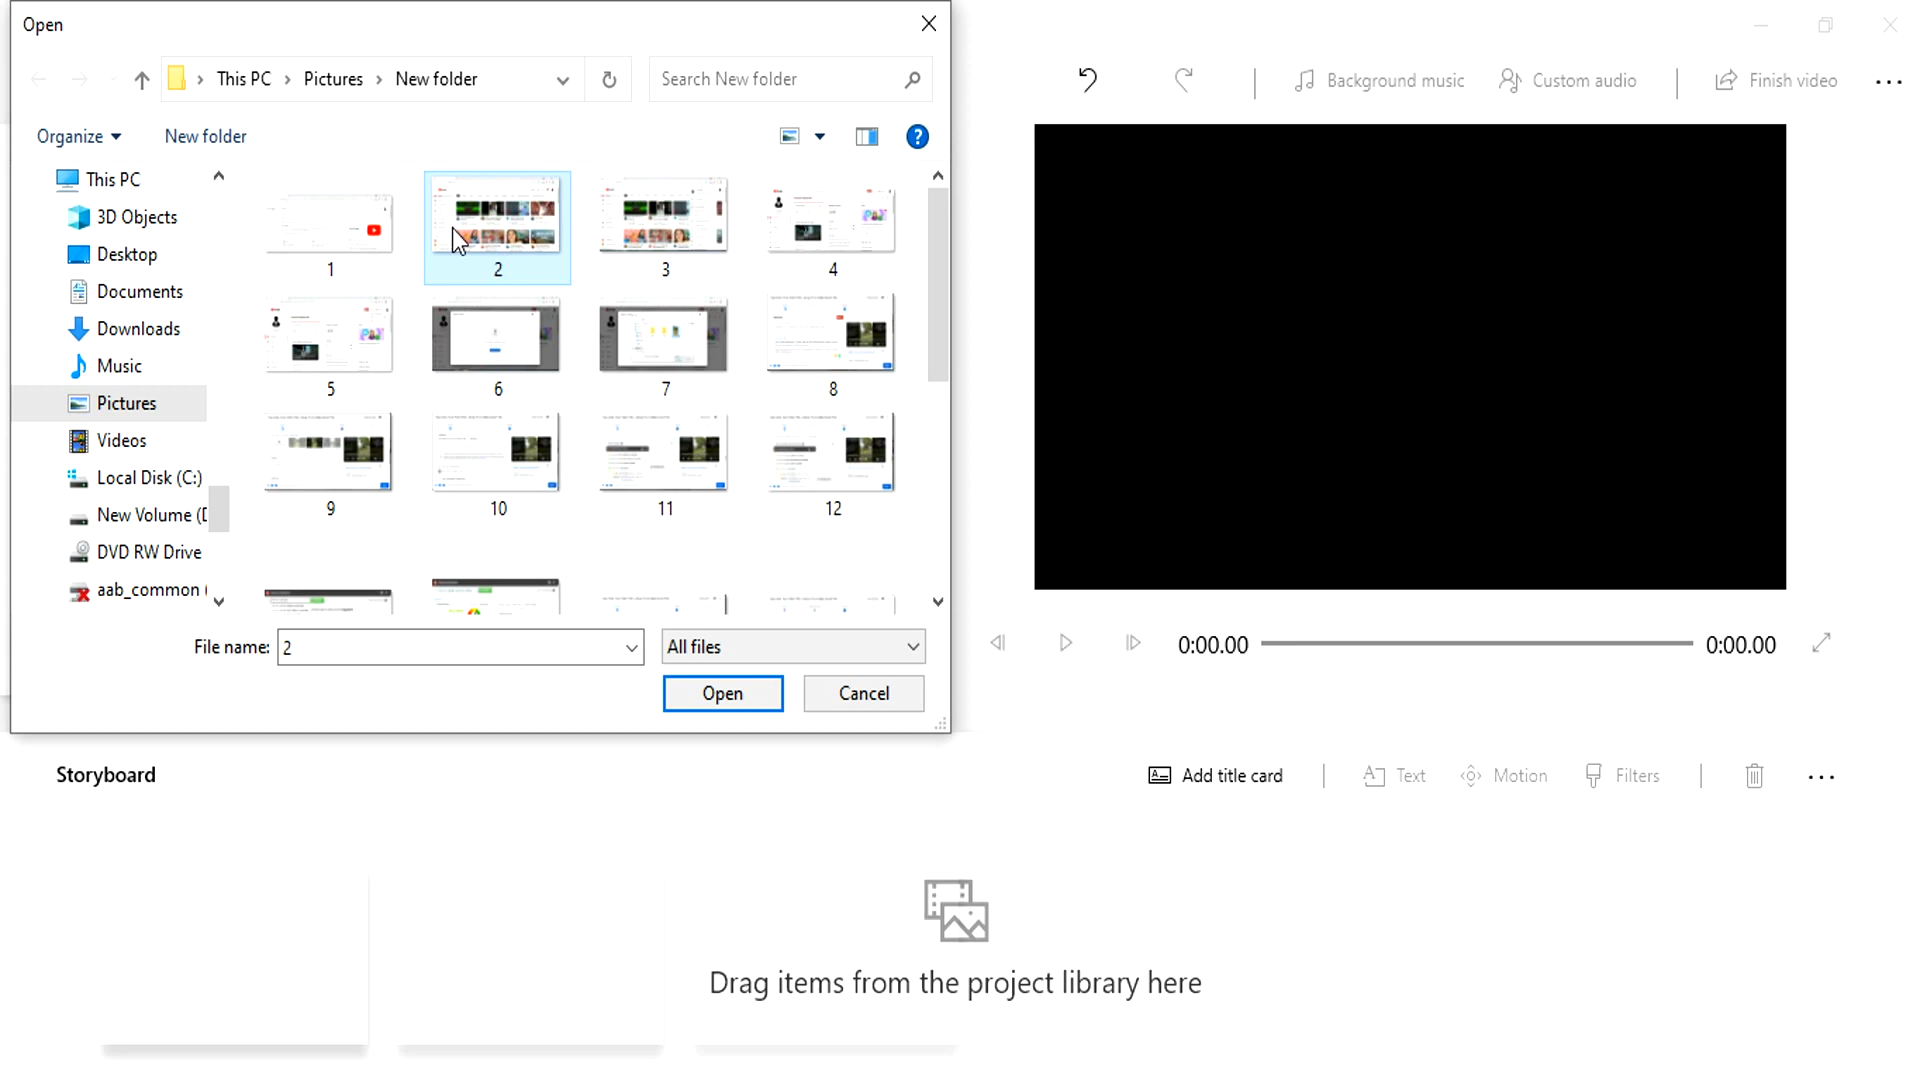 Open
This PC > Pictures > New folder
Search New folder
Organize
New folder
This PC
3D Objects
Desktop
Documents
Downloads
Music
Pictures
Videos
Local Disk (C:)
New Volume (
DVD RW Drive
aab_common
1
2
3
4
5
6
7
8
9
10
11
12
File name: 2
All files
Open
Cancel
Background music
Custom audio
Finish video
0:00.00
0:00.00
Storyboard
Add title card
Text
Motion
Filters
Drag items from the project library here